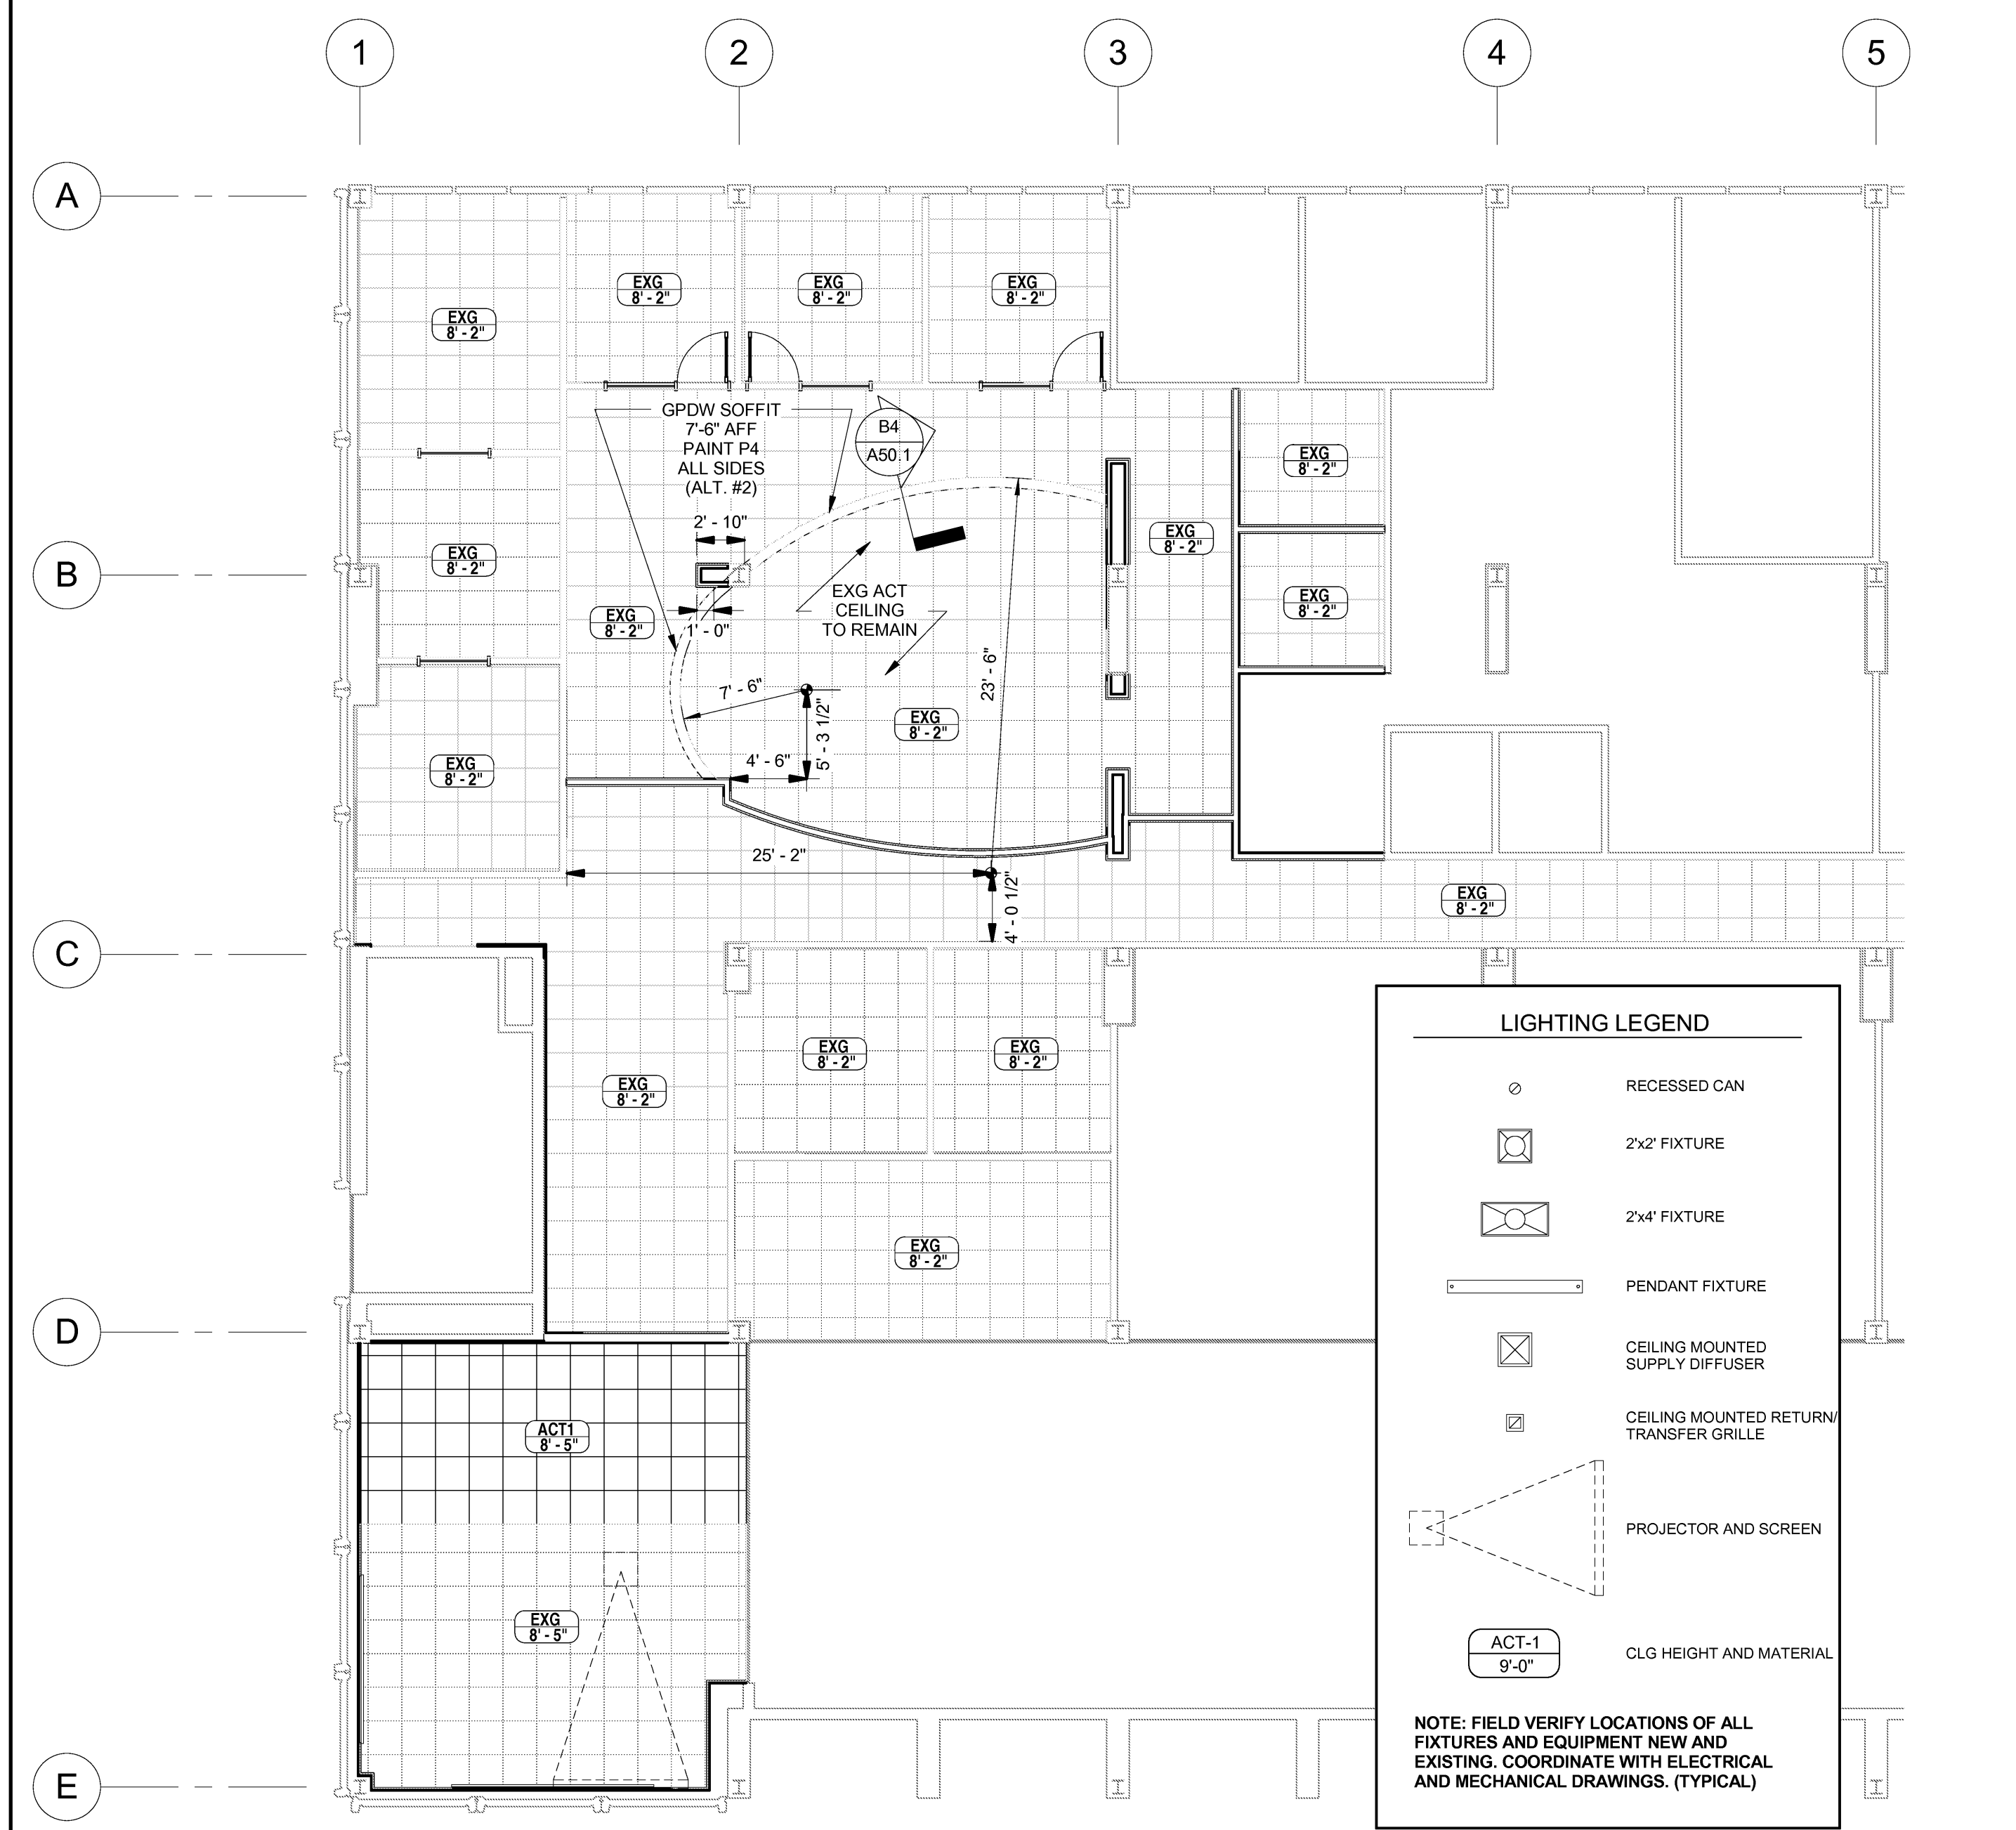 1
2
3
4
5
A
EXG
8' - 2"
EXG
8' - 2"
EXG
8' - 2"
EXG
8' - 2"
GPDW SOFFIT
7'-6" AFF
PAINT P4
ALL SIDES
(ALT. #2)
B4
A50.1
EXG
8' - 2"
2' - 10"
EXG
8' - 2"
B
EXG
8' - 2"
EXG ACT
CEILING
TO REMAIN
EXG
8' - 2"
EXG
8' - 2"
1' - 0"
23' - 6"
7' - 6"
5' - 3 1/2"
EXG
8' - 2"
4' - 6"
EXG
8' - 2"
25' - 2"
4' - 0 1/2"
EXG
8' - 2"
C
EXG
8' - 2"
EXG
8' - 2"
EXG
8' - 2"
EXG
8' - 2"
D
ACT1
8' - 5"
EXG
8' - 5"
E
LIGHTING LEGEND
RECESSED CAN
2'x2' FIXTURE
2'x4' FIXTURE
PENDANT FIXTURE
CEILING MOUNTED
SUPPLY DIFFUSER
CEILING MOUNTED RETURN/
TRANSFER GRILLE
PROJECTOR AND SCREEN
ACT-1
9'-0"
CLG HEIGHT AND MATERIAL
NOTE: FIELD VERIFY LOCATIONS OF ALL
FIXTURES AND EQUIPMENT NEW AND
EXISTING. COORDINATE WITH ELECTRICAL
AND MECHANICAL DRAWINGS. (TYPICAL)